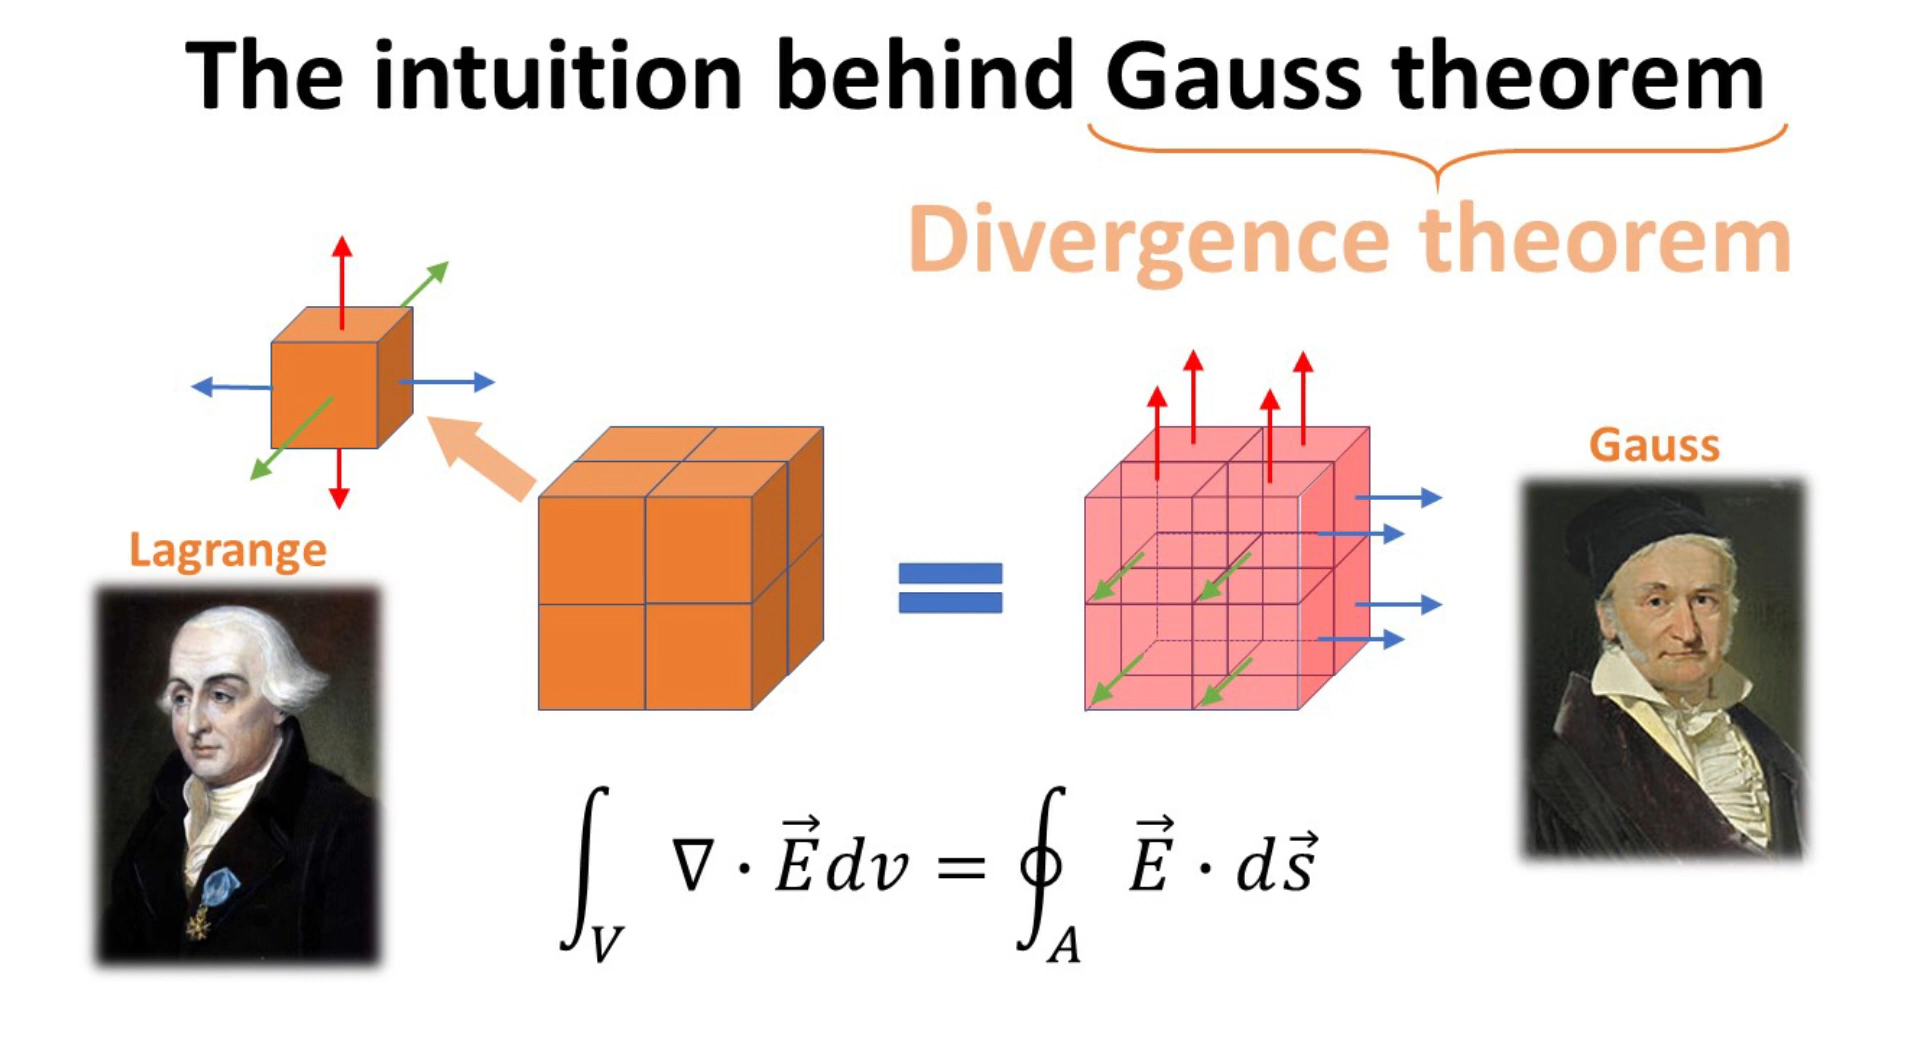 The intuition behind Gauss theorem
Divergence theorem
Gauss
Lagrange
∫_V ∇ · E⃗ dv = ∮_A E⃗ · ds⃗